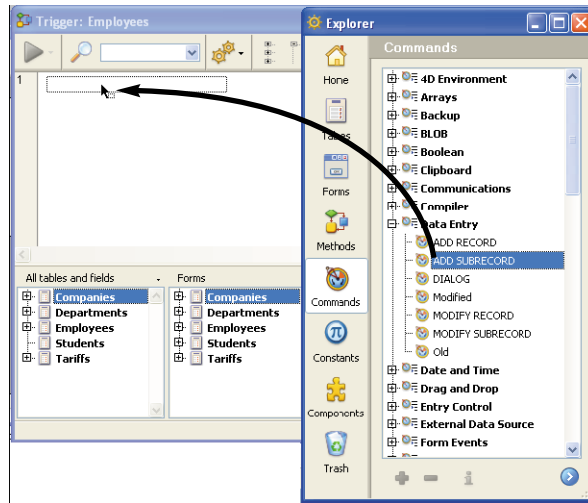 Trigger: Employees
1
All tables and fields
Companies
Departments
Employees
Students
Tariffs
Forms
Companies
Departments
Employees
Students
Tariffs
Explorer
Home
Tables
Forms
Methods
Commands
Constants
Components
Trash
Commands
4D Environment
Arrays
Backup
BLOB
Boolean
Clipboard
Communications
Compiler
Data Entry
ADD RECORD
ADD SUBRECORD
DIALOG
Modified
MODIFY RECORD
MODIFY SUBRECORD
Old
Date and Time
Drag and Drop
Entry Control
External Data Source
Form Events